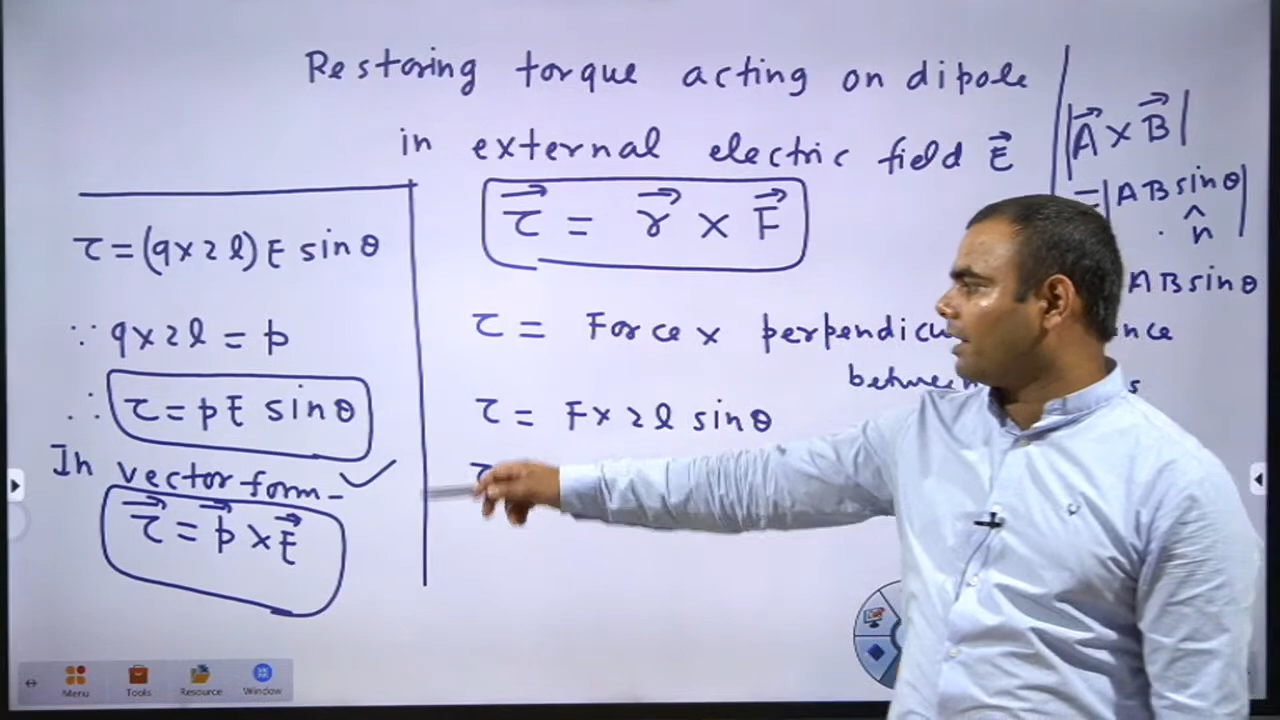 Restoring torque acting on dipole
in external electric field E⃗
τ⃗ = r⃗ × F⃗
τ = Force × perpendicu nce
between s
τ = F × 2l sinθ
τ
τ = (q×2l) E sinθ
∵ q×2l = p
∴ τ = pE sinθ
In vector form -
τ⃗ = p⃗ × E⃗
|A⃗ × B⃗|
=|AB sinθ
n̂|
AB sinθ
Menu
Tools
Resource
Window